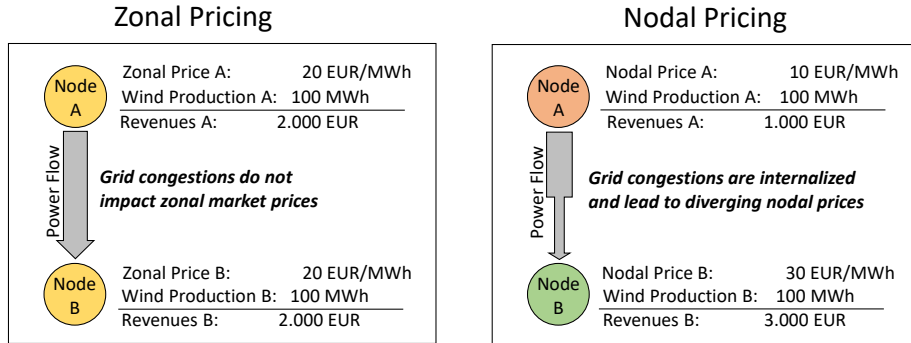 Zonal Pricing
Node
A
Zonal Price A: 20 EUR/MWh
Wind Production A: 100 MWh
Revenues A: 2.000 EUR
Power Flow
Grid congestions do not
impact zonal market prices
Node
B
Zonal Price B: 20 EUR/MWh
Wind Production B: 100 MWh
Revenues B: 2.000 EUR
Nodal Pricing
Node
A
Nodal Price A: 10 EUR/MWh
Wind Production A: 100 MWh
Revenues A: 1.000 EUR
Power Flow
Grid congestions are internalized
and lead to diverging nodal prices
Node
B
Nodal Price B: 30 EUR/MWh
Wind Production B: 100 MWh
Revenues B: 3.000 EUR